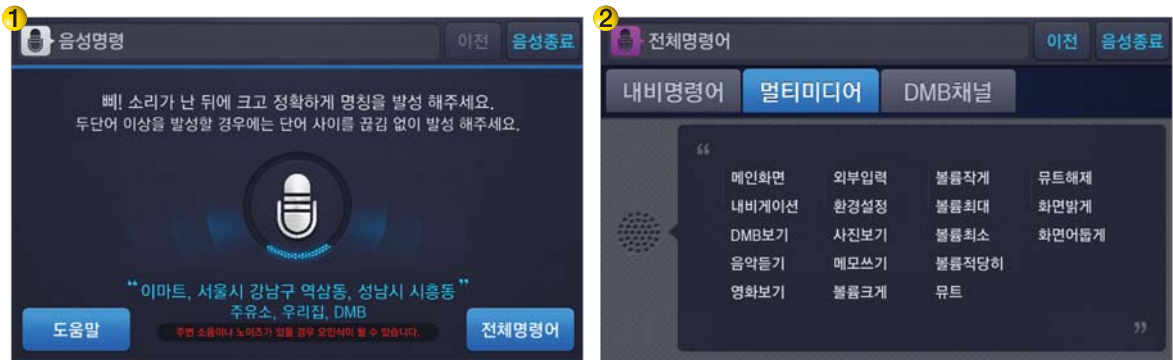 1
음성명령 이전 음성종료
삐! 소리가 난 뒤에 크고 정확하게 명칭을 발성 해주세요.
두단어 이상을 발성할 경우에는 단어 사이를 끊김 없이 발성 해주세요.
“이마트, 서울시 강남구 역삼동, 성남시 시흥동”
주유소, 우리집, DMB
주변 소음이나 노이즈가 있을 경우 오인식이 될 수 있습니다.
도움말 전체명령어
2
전체명령어 이전 음성종료
내비명령어 멀티미디어 DMB채널
“
메인화면 외부입력 볼륨작게 뮤트해제
내비게이션 환경설정 볼륨최대 화면밝게
DMB보기 사진보기 볼륨최소 화면어둡게
음악듣기 메모쓰기 볼륨적당히
영화보기 볼륨크게 뮤트
”